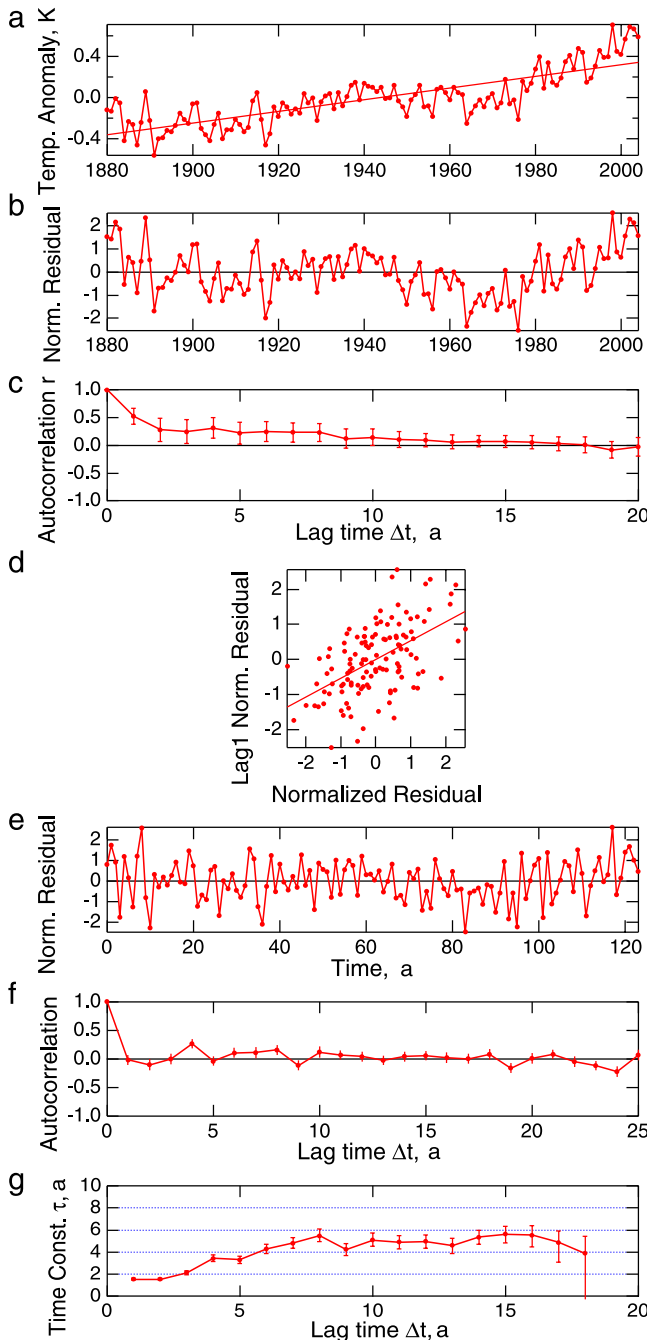 a
Temp. Anomaly, K
0.4
0.0
-0.4
1880 1900 1920 1940 1960 1980 2000
b
Norm. Residual
2
1
0
-1
-2
1880 1900 1920 1940 1960 1980 2000
c
Autocorrelation r
1.0
0.5
0.0
-0.5
-1.0
0 5 10 15 20
Lag time Δt, a
d
Lag1 Norm. Residual
2
1
0
-1
-2
-2 -1 0 1 2
Normalized Residual
e
Norm. Residual
2
1
0
-1
-2
0 20 40 60 80 100 120
Time, a
f
Autocorrelation
1.0
0.5
0.0
-0.5
-1.0
0 5 10 15 20 25
Lag time Δt, a
g
Time Const. τ, a
10
8
6
4
2
0
0 5 10 15 20
Lag time Δt, a